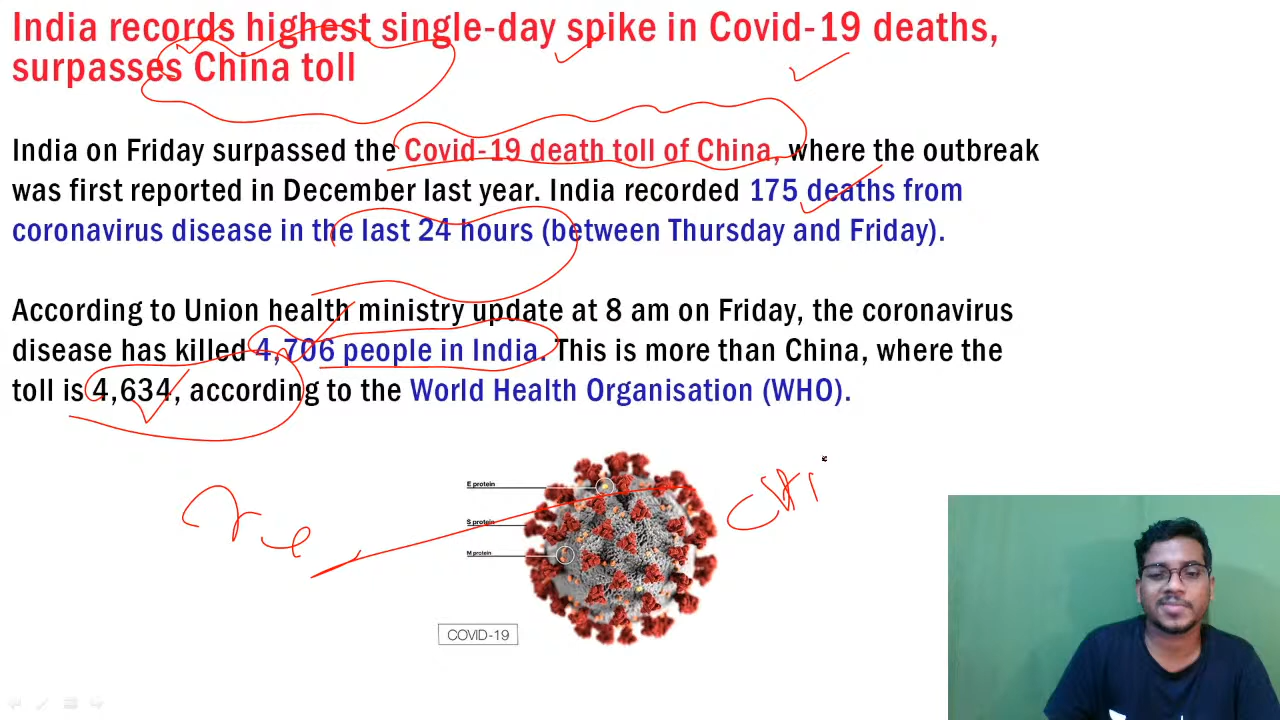 India records highest single-day spike in Covid-19 deaths,
surpasses China toll
India on Friday surpassed the Covid-19 death toll of China, where the outbreak
was first reported in December last year. India recorded 175 deaths from
coronavirus disease in the last 24 hours (between Thursday and Friday).
According to Union health ministry update at 8 am on Friday, the coronavirus
disease has killed 4,706 people in India. This is more than China, where the
toll is 4,634, according to the World Health Organisation (WHO).
E protein
S protein
M protein
COVID-19